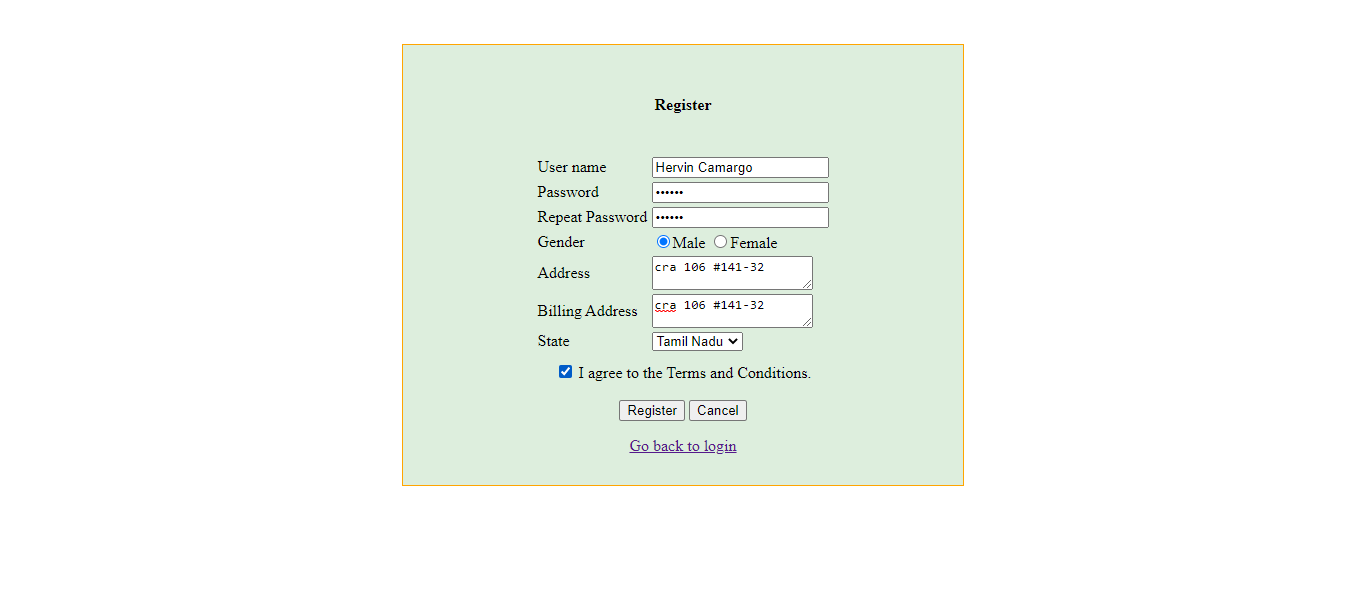 Register
User name Hervin Camargo
Password ••••••
Repeat Password ••••••
Gender Male Female
Address cra 106 #141-32
Billing Address cra 106 #141-32
State Tamil Nadu
I agree to the Terms and Conditions.
Register Cancel
Go back to login